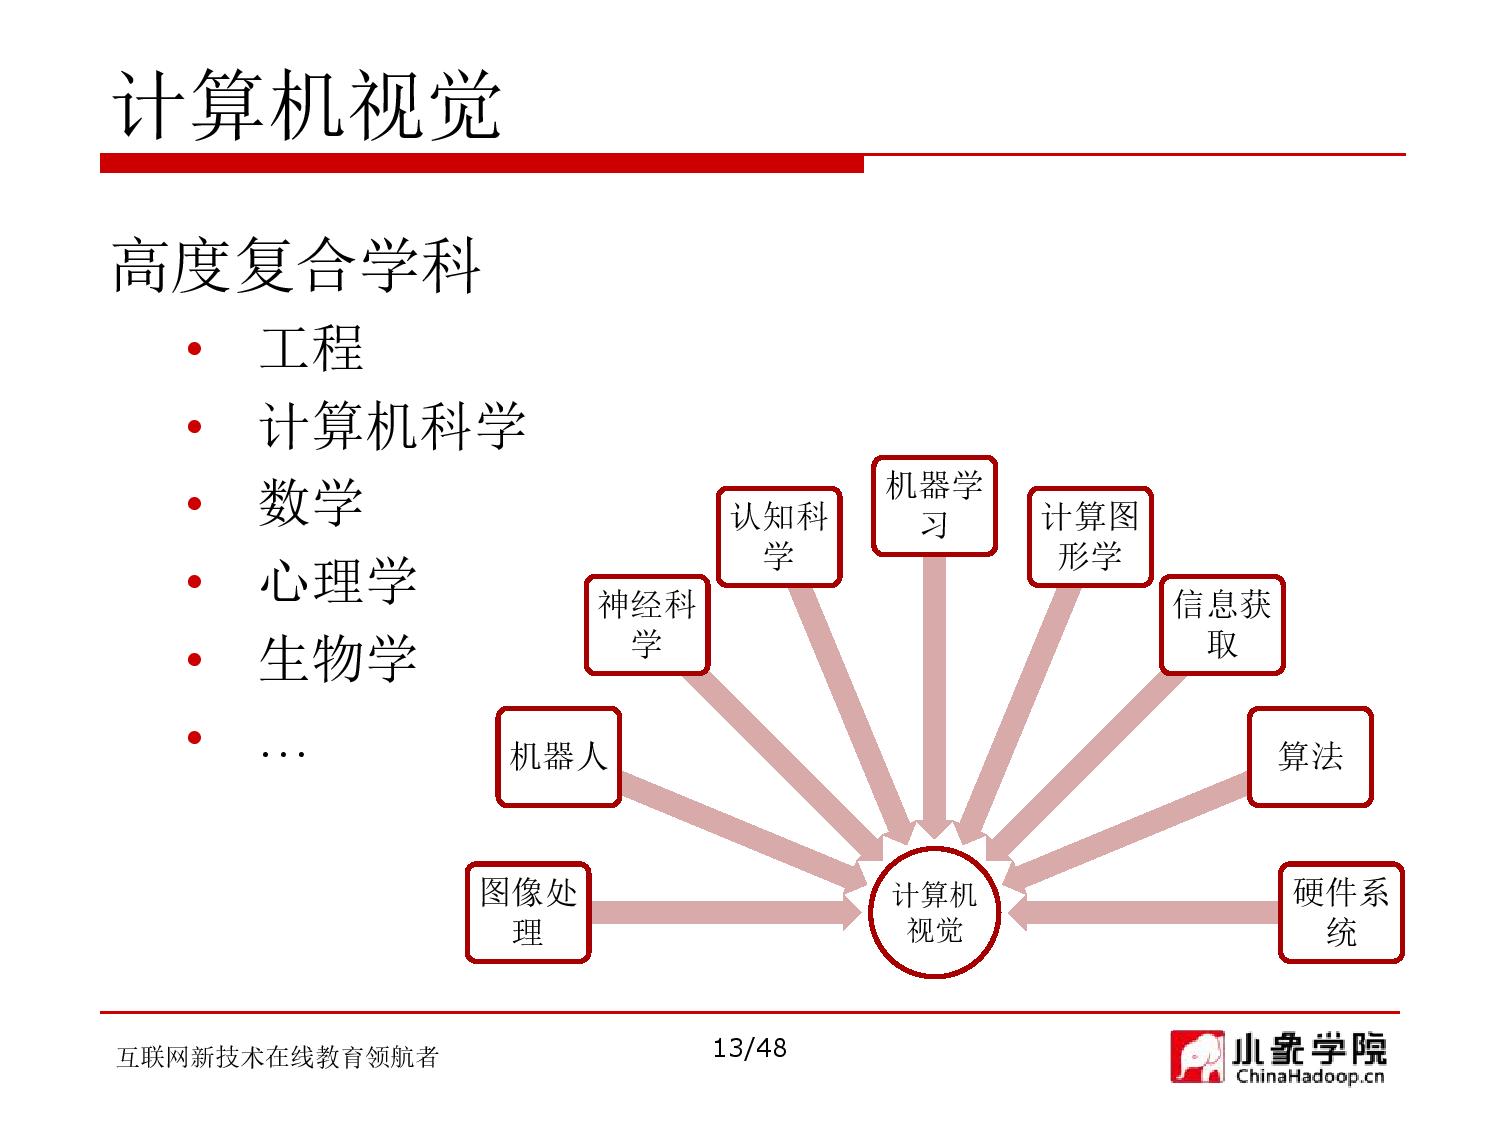 计算机视觉
高度复合学科
• 工程
• 计算机科学
• 数学
• 心理学
• 生物学
• ...
机器学
习
认知科
学
计算图
形学
神经科
学
信息获
取
机器人
算法
图像处
理
计算机
视觉
硬件系
统
互联网新技术在线教育领航者
13/48
小象学院
ChinaHadoop.cn